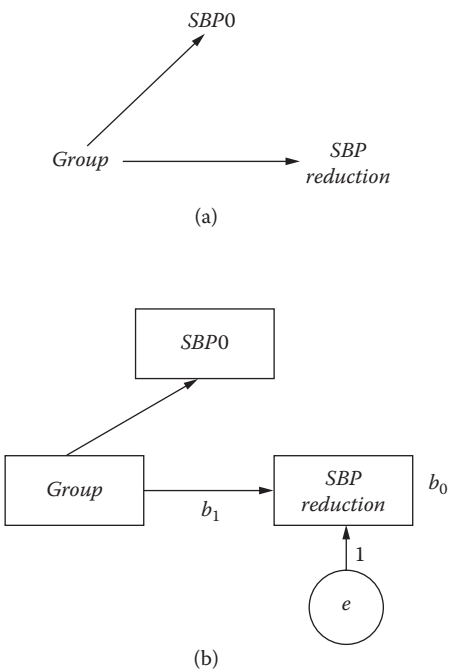 SBP0
Group
SBP
reduction
(a)
SBP0
Group
b1
SBP
reduction
b0
1
e
(b)